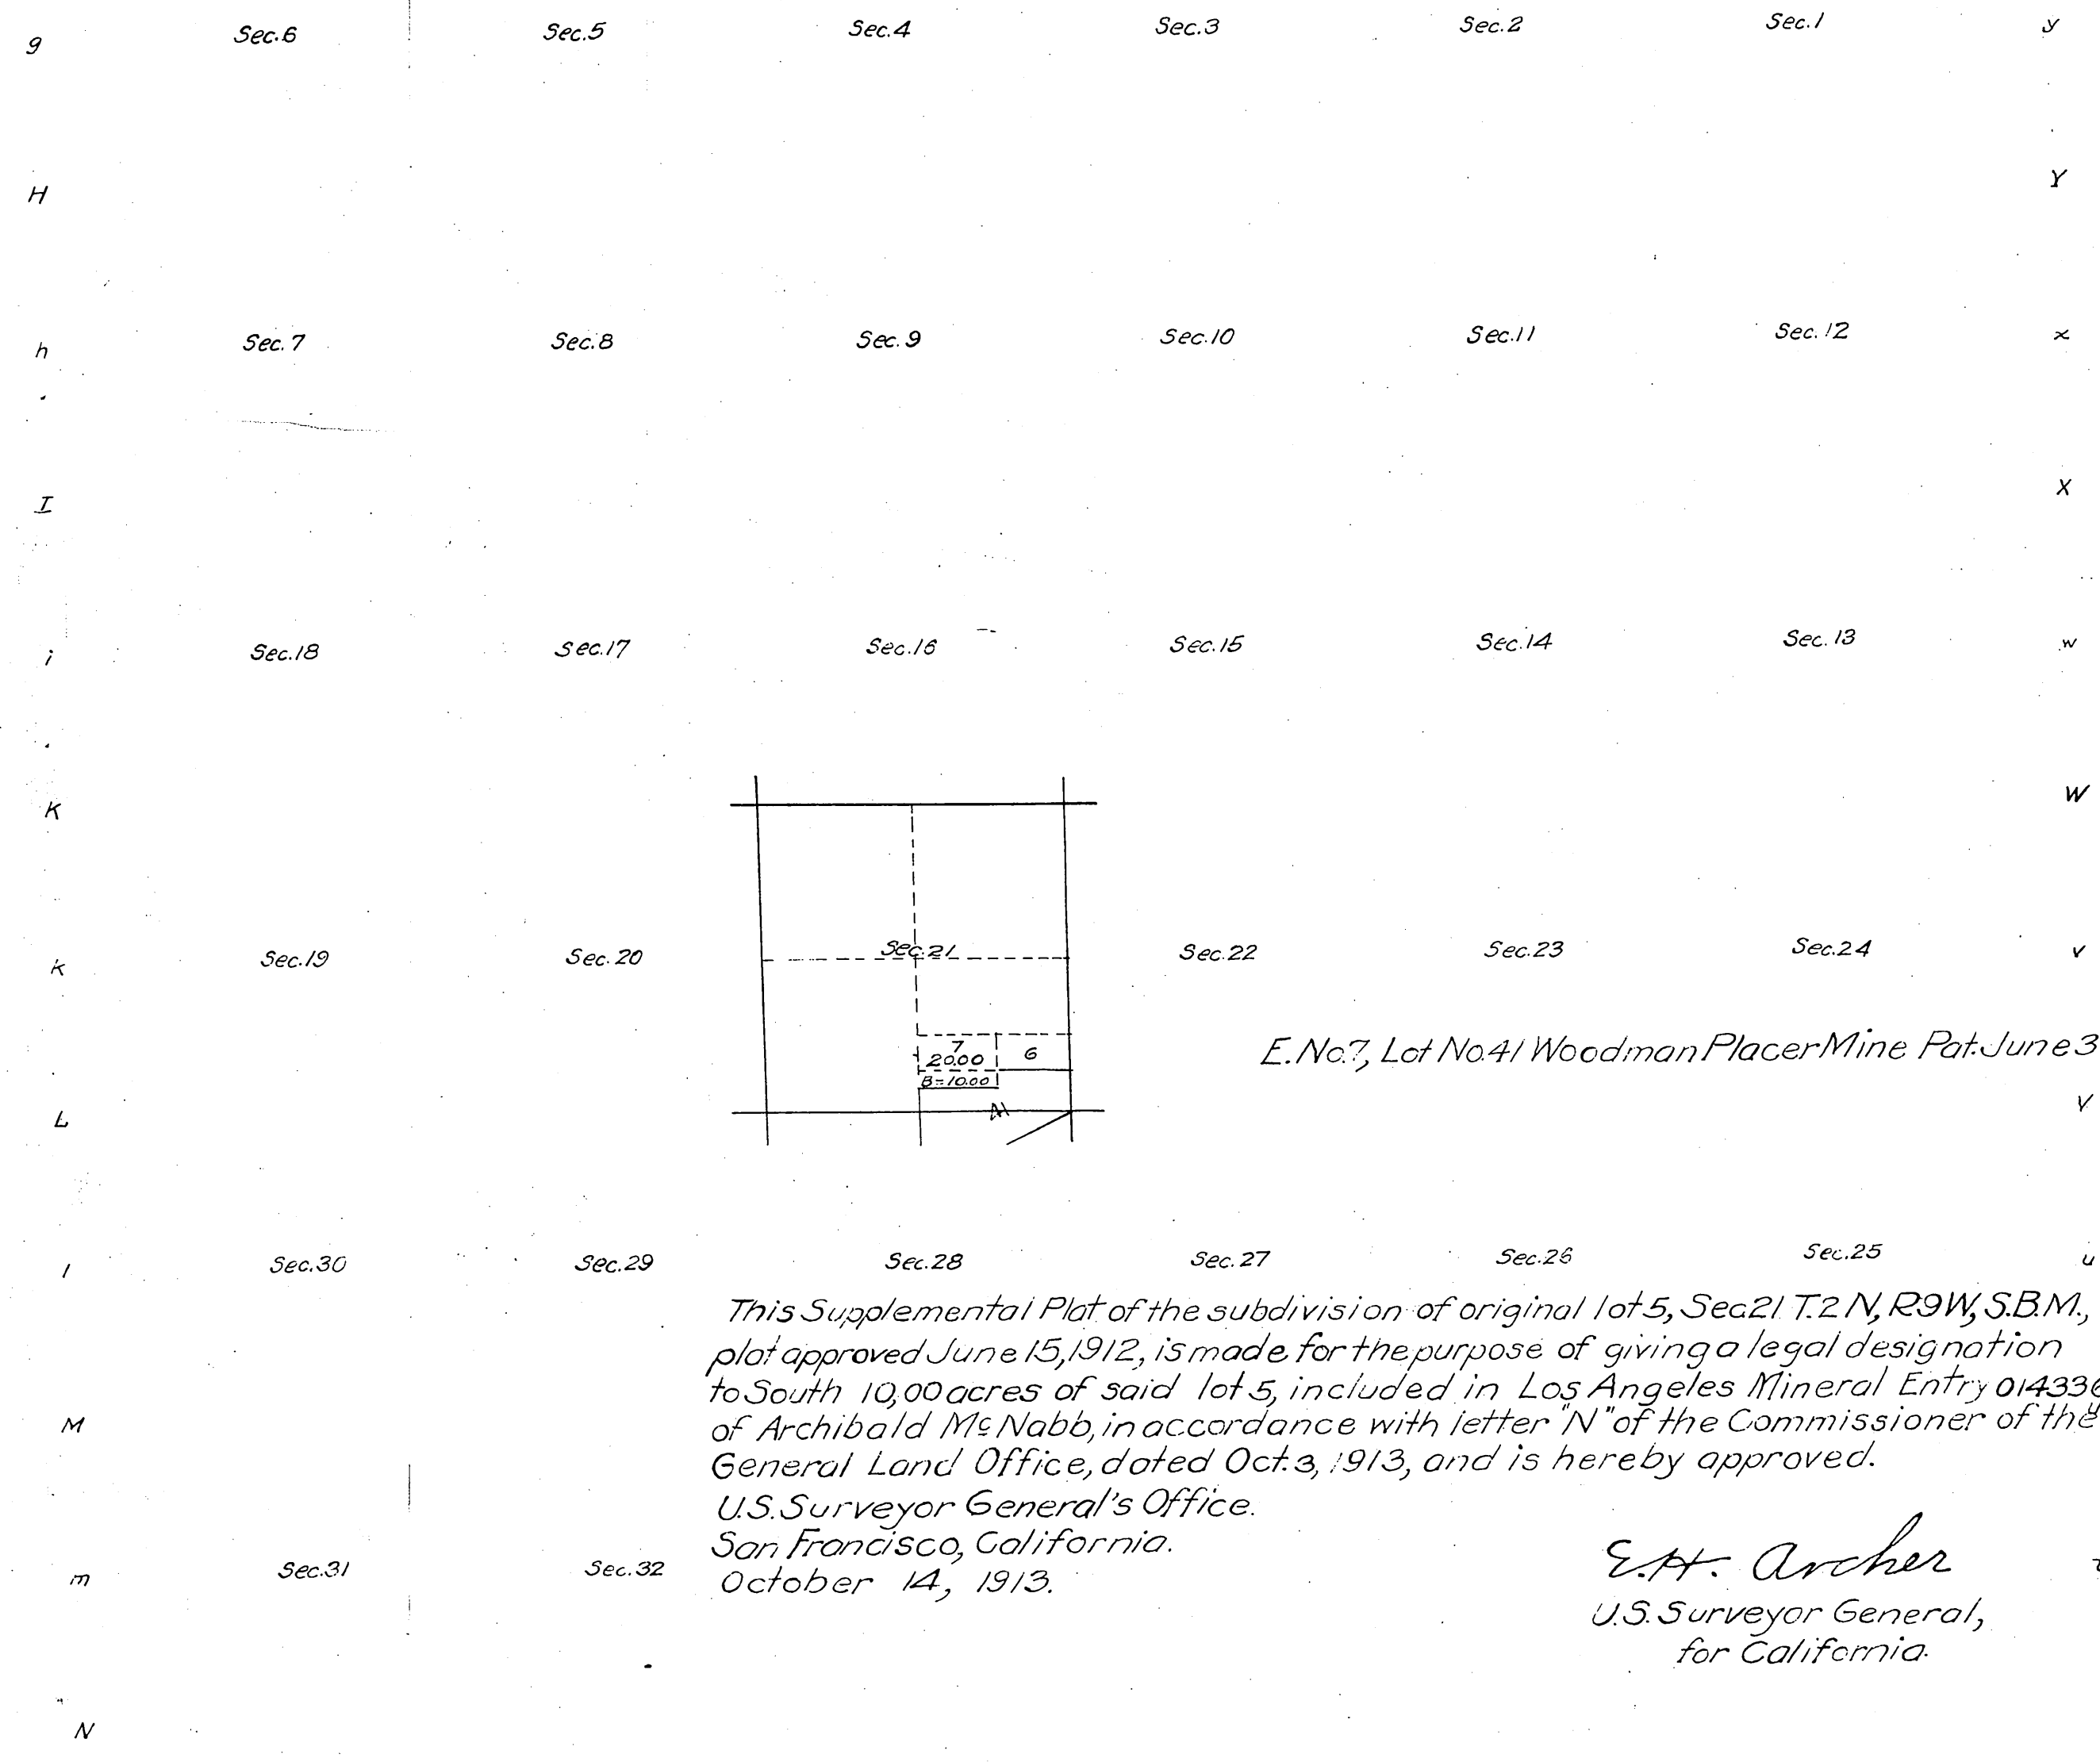 g Sec.6 Sec.5 Sec.4 Sec.3 Sec.2 Sec.1 y
H Y
h Sec.7 Sec.8 Sec.9 Sec.10 Sec.11 Sec.12 x
I X
i Sec.18 Sec.17 Sec.16 Sec.15 Sec.14 Sec.13 w
K W
k Sec.19 Sec.20 Sec.21 Sec.22 Sec.23 Sec.24 v
7
20.00 6
B=10.00
E.No.7, Lot No.41 Woodman Placer Mine Pat. June 3
L V
l Sec.30 Sec.29 Sec.28 Sec.27 Sec.26 Sec.25 u
This Supplemental Plat of the subdivision of original lot 5, Sec.21 T.2 N, R.9 W, S.B.M.,
plat approved June 15, 1912, is made for the purpose of giving a legal designation
to South 10,00 acres of said lot 5, included in Los Angeles Mineral Entry 014336
M of Archibald McNabb, in accordance with letter "N" of the Commissioner of the
General Land Office, dated Oct. 3, 1913, and is hereby approved.
U.S. Surveyor General's Office.
San Francisco, California.
m Sec.31 Sec.32 October 14, 1913.
E.H. Archer
U.S. Surveyor General,
for California.
N